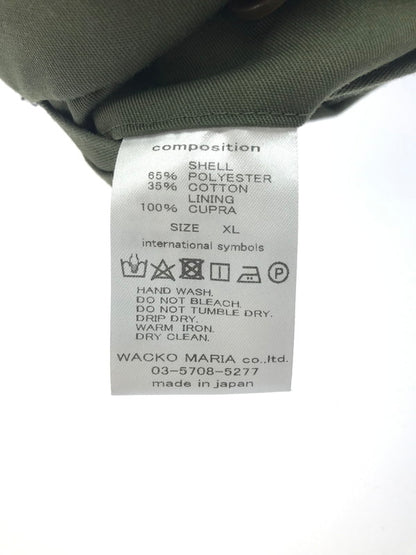 composition
SHELL
65% POLYESTER
35% COTTON
LINING
100% CUPRA
SIZE XL
international symbols
P
HAND WASH.
DO NOT BLEACH.
DO NOT TUMBLE DRY.
DRIP DRY.
WARM IRON.
DRY CLEAN.
WACKO MARIA co.,ltd.
03-5708-5277
made in japan